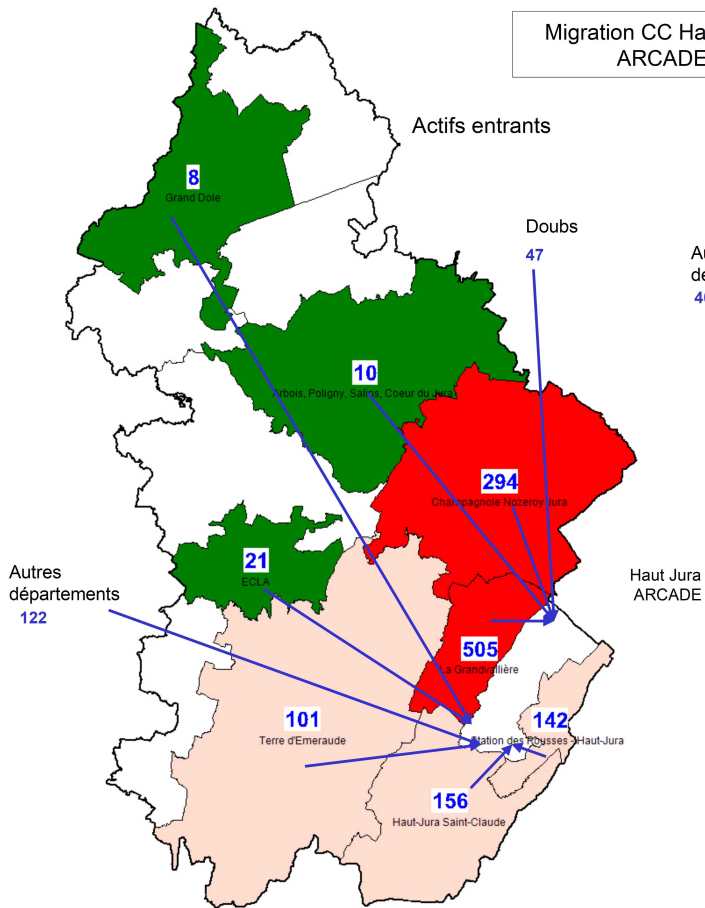 Migration CC Ha
ARCADE
Actifs entrants
8
Grand Dole
Doubs
47
Au
de
10
Arbois, Poligny, Salins, Coeur du Jura
294
Champagnole Nozeroy Jura
21
ECLA
Autres
départements
122
Haut Jura
ARCADE
505
La Grandvallière
101
Terre d'Emeraude
142
Station des Rousses - Haut-Jura
156
Haut-Jura Saint-Claude